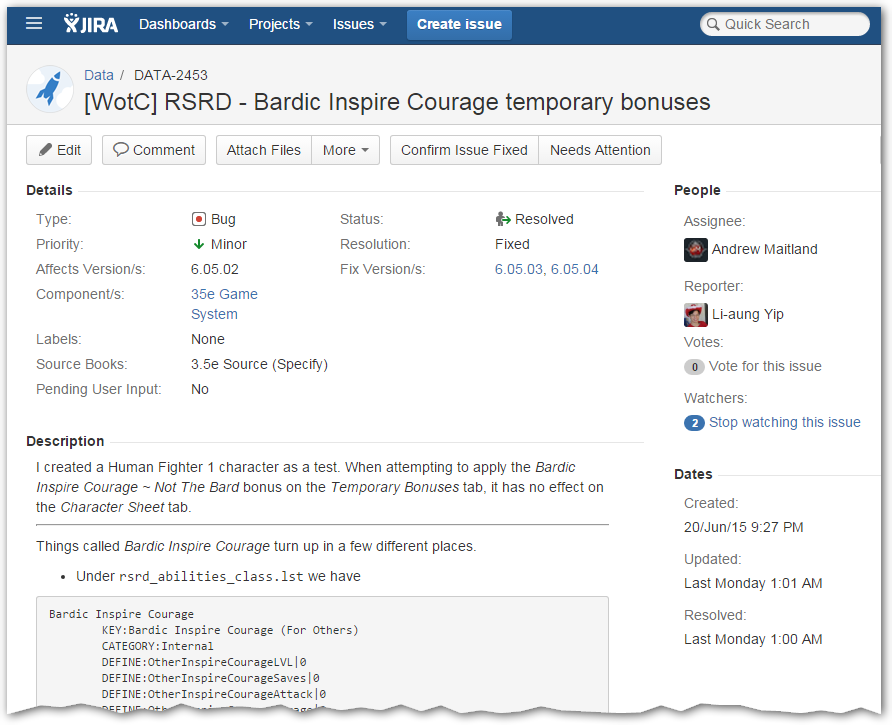 JIRA Dashboards Projects Issues Create issue Quick Search
Data / DATA-2453
[WotC] RSRD - Bardic Inspire Courage temporary bonuses
Edit Comment Attach Files More Confirm Issue Fixed Needs Attention
Details
Type: Bug Status: Resolved
Priority: Minor Resolution: Fixed
Affects Version/s: 6.05.02 Fix Version/s: 6.05.03, 6.05.04
Component/s: 35e Game
System
Labels: None
Source Books: 3.5e Source (Specify)
Pending User Input: No
People
Assignee:
Andrew Maitland
Reporter:
Li-aung Yip
Votes:
0 Vote for this issue
Watchers:
2 Stop watching this issue
Description
I created a Human Fighter 1 character as a test. When attempting to apply the Bardic
Inspire Courage ~ Not The Bard bonus on the Temporary Bonuses tab, it has no effect on
the Character Sheet tab.
Things called Bardic Inspire Courage turn up in a few different places.
• Under rsrd_abilities_class.lst we have
Bardic Inspire Courage
KEY:Bardic Inspire Courage (For Others)
CATEGORY:Internal
DEFINE:OtherInspireCourageLVL|0
DEFINE:OtherInspireCourageSaves|0
DEFINE:OtherInspireCourageAttack|0
Dates
Created:
20/Jun/15 9:27 PM
Updated:
Last Monday 1:01 AM
Resolved:
Last Monday 1:00 AM